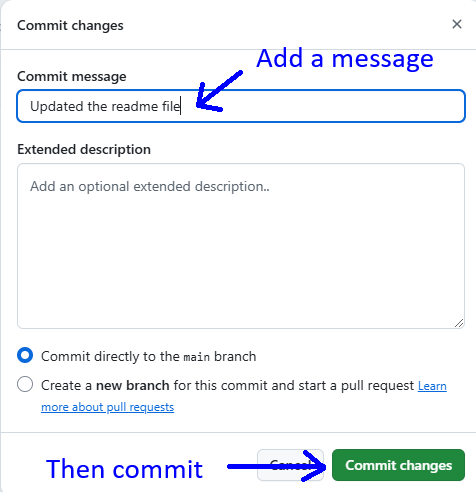 Commit changes
Add a message
Commit message
Updated the readme file
Extended description
Add an optional extended description..
Commit directly to the main branch
Create a new branch for this commit and start a pull request Learn
more about pull requests
Then commit
Cancel
Commit changes